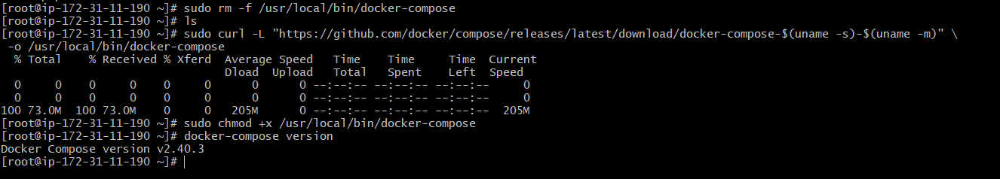 [root@ip-172-31-11-190 ~]# sudo rm -f /usr/local/bin/docker-compose
[root@ip-172-31-11-190 ~]# ls
[root@ip-172-31-11-190 ~]# sudo curl -L "https://github.com/docker/compose/releases/latest/download/docker-compose-$(uname -s)-$(uname -m)" \
 -o /usr/local/bin/docker-compose
  % Total    % Received % Xferd  Average Speed   Time    Time     Time  Current
                                 Dload  Upload   Total   Spent    Left  Speed
  0     0    0     0    0     0      0      0 --:--:-- --:--:-- --:--:--     0
  0     0    0     0    0     0      0      0 --:--:-- --:--:-- --:--:--     0
100 73.0M  100 73.0M    0     0   205M      0 --:--:-- --:--:-- --:--:--  205M
[root@ip-172-31-11-190 ~]# sudo chmod +x /usr/local/bin/docker-compose
[root@ip-172-31-11-190 ~]# docker-compose version
Docker Compose version v2.40.3
[root@ip-172-31-11-190 ~]#